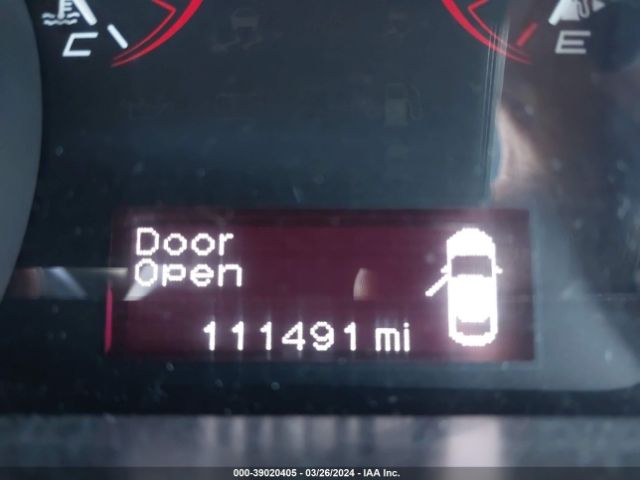 C E
Door
Open
111491 mi
000-39020405 - 03/26/2024 - IAA Inc.